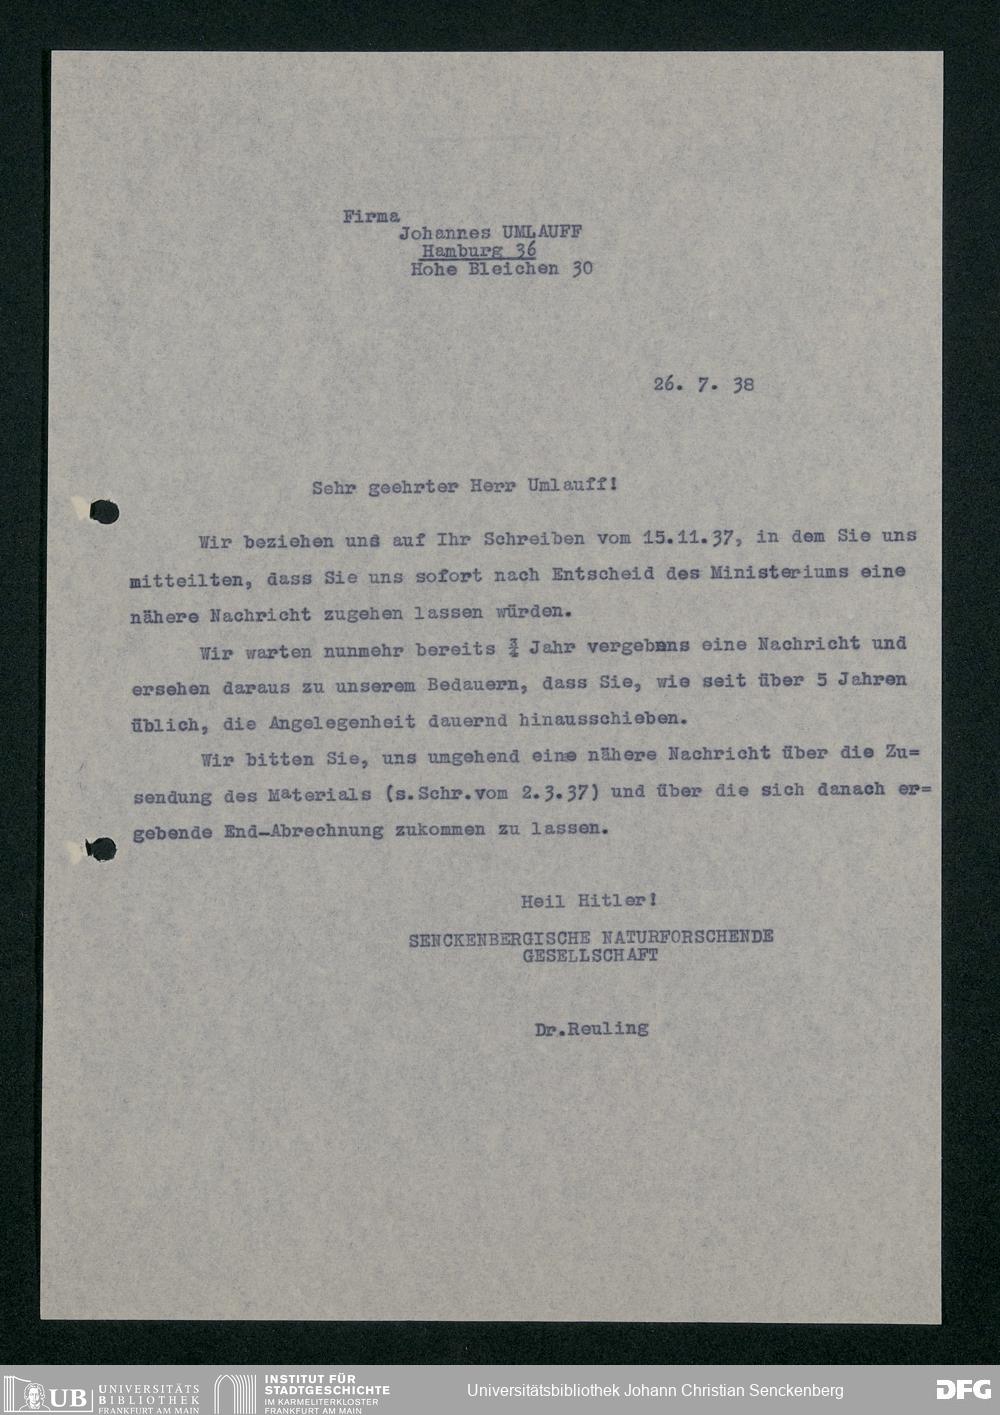 Firma
Johannes UMLAUFF
Hamburg 36
Hohe Bleichen 30
26. 7. 38
Sehr geehrter Herr Umlauff!
Wir beziehen uns auf Ihr Schreiben vom 15.11.37, in dem Sie uns
mitteilten, dass Sie uns sofort nach Entscheid des Ministeriums eine
nähere Nachricht zugehen lassen würden.
Wir warten nunmehr bereits ¾ Jahr vergebens eine Nachricht und
ersehen daraus zu unserem Bedauern, dass Sie, wie seit über 5 Jahren
üblich, die Angelegenheit dauernd hinausschieben.
Wir bitten Sie, uns umgehend eine nähere Nachricht über die Zu=
sendung des Materials (s.Schr.vom 2.3.37) und über die sich danach er=
gebende End-Abrechnung zukommen zu lassen.
Heil Hitler!
SENCKENBERGISCHE NATURFORSCHENDE
GESELLSCHAFT
Dr.Reuling
UB UNIVERSITÄTS
BIBLIOTHEK
FRANKFURT AM MAIN
INSTITUT FÜR
STADTGESCHICHTE
IM KARMELITERKLOSTER
FRANKFURT AM MAIN
Universitätsbibliothek Johann Christian Senckenberg
DFG